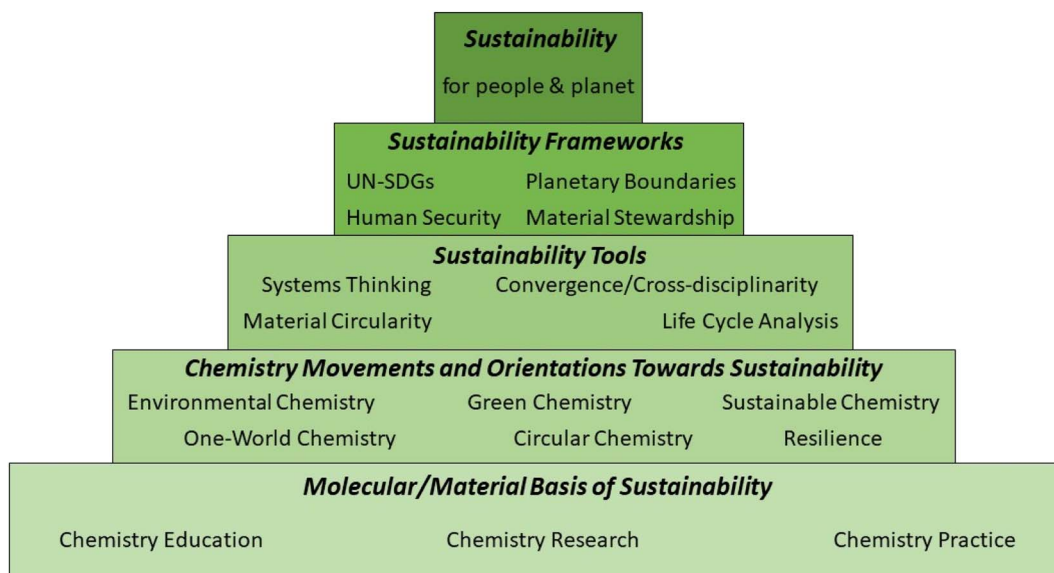 Sustainability
for people & planet
Sustainability Frameworks
UN-SDGs Planetary Boundaries
Human Security Material Stewardship
Sustainability Tools
Systems Thinking Convergence/Cross-disciplinarity
Material Circularity Life Cycle Analysis
Chemistry Movements and Orientations Towards Sustainability
Environmental Chemistry Green Chemistry Sustainable Chemistry
One-World Chemistry Circular Chemistry Resilience
Molecular/Material Basis of Sustainability
Chemistry Education Chemistry Research Chemistry Practice